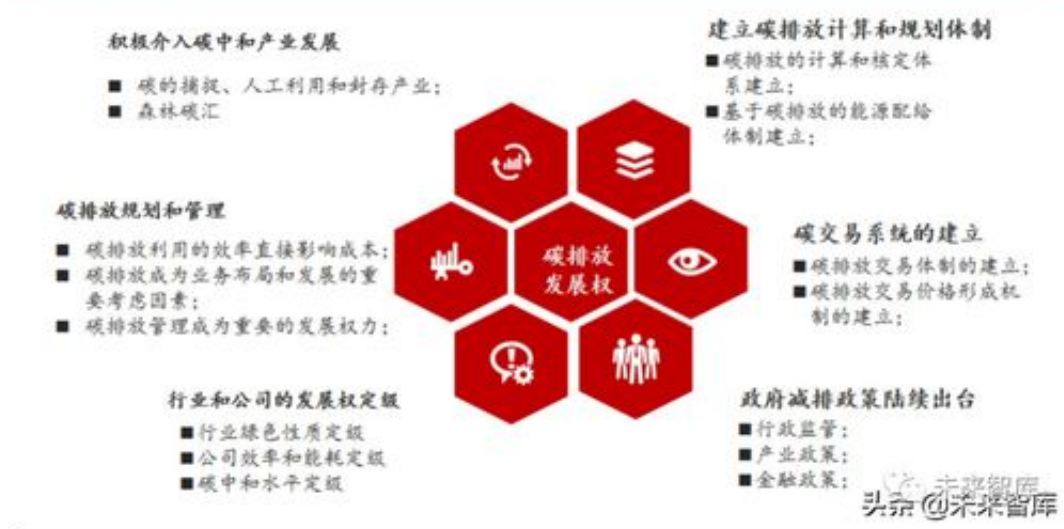 积极介入碳中和产业发展
■ 碳的捕捉、人工利用和封存产业；
■ 森林碳汇
建立碳排放计算和规划体制
■碳排放的计算和核定体
系建立；
■基于碳排放的能源配给
体制建立；
碳排放规划和管理
■ 碳排放利用的效率直接影响成本；
■ 碳排放成为业务布局和发展的重
要考虑因素；
■ 碳排放管理成为重要的发展权力；
碳排放
发展权
碳交易系统的建立
■碳排放交易体制的建立；
■碳排放交易价格形成机
制的建立；
行业和公司的发展权定级
■行业绿色性质定级
■公司效率和能耗定级
■碳中和水平定级
政府减排政策陆续出台
■行政监管；
■产业政策；
■金融政策；
未来智库
头条 @未来智库